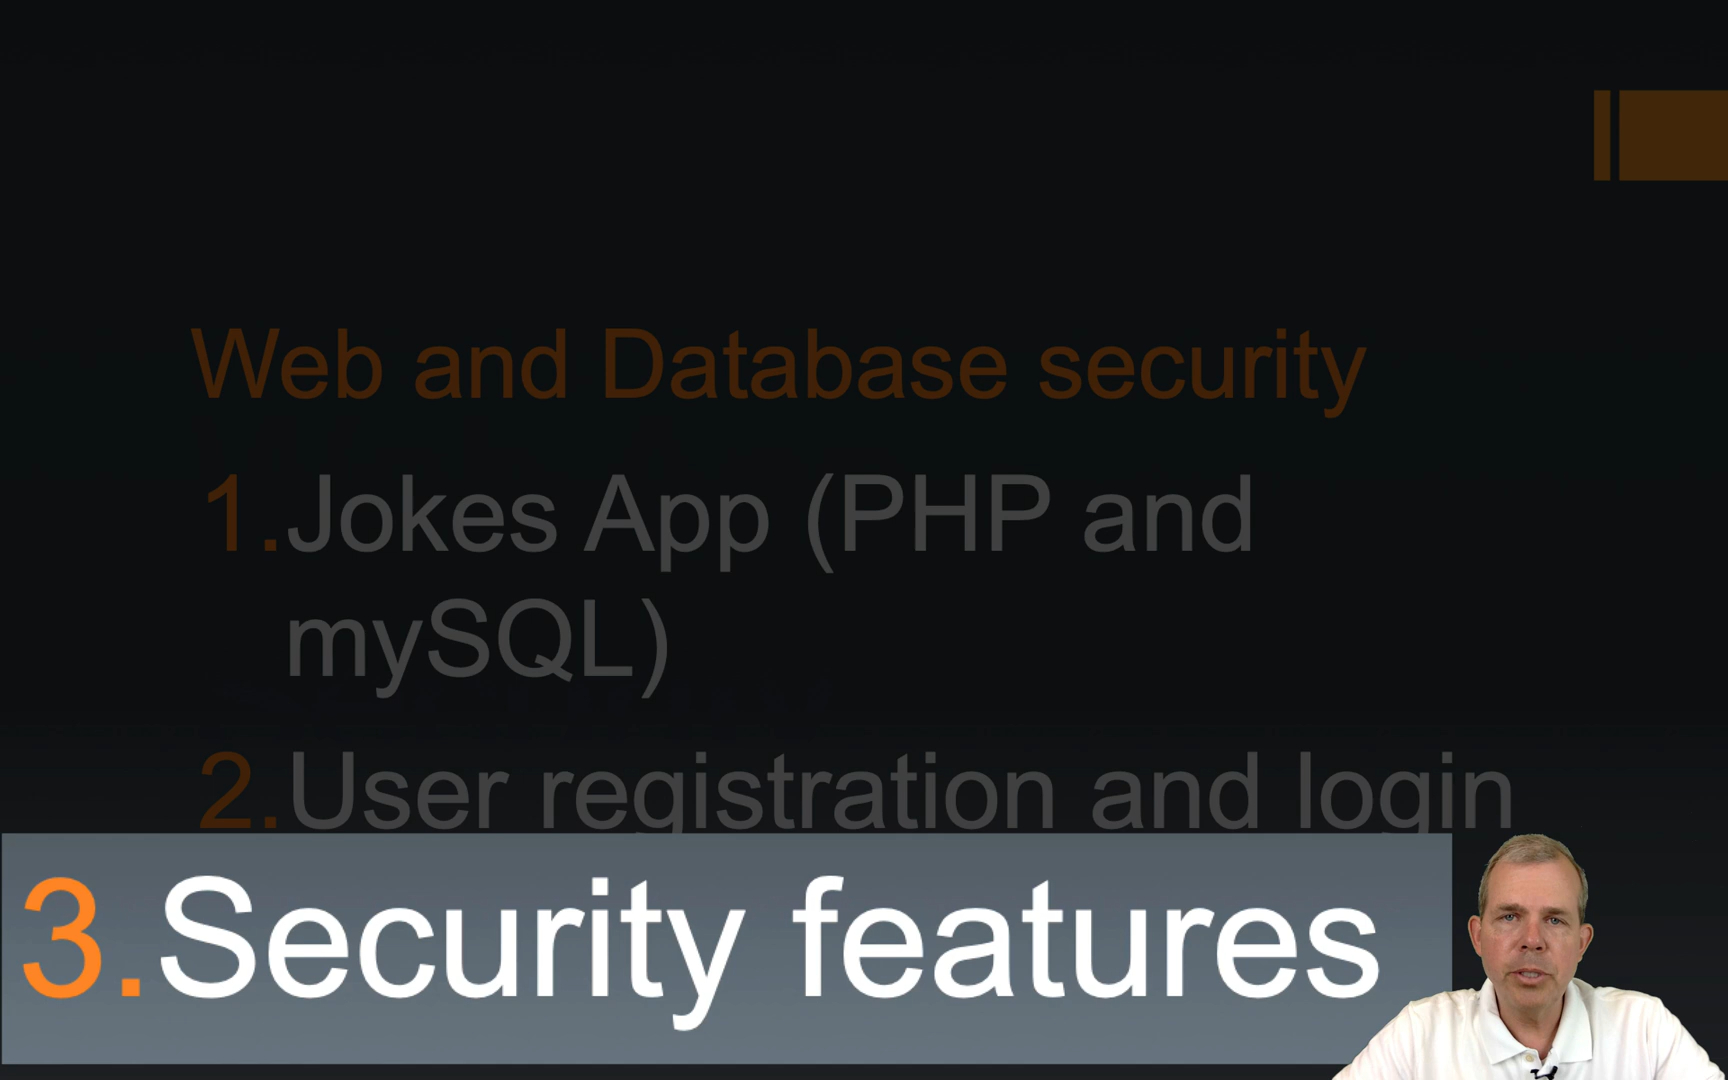 Web and Database security
1. Jokes App (PHP and
mySQL)
2. User registration and login
3. Security features